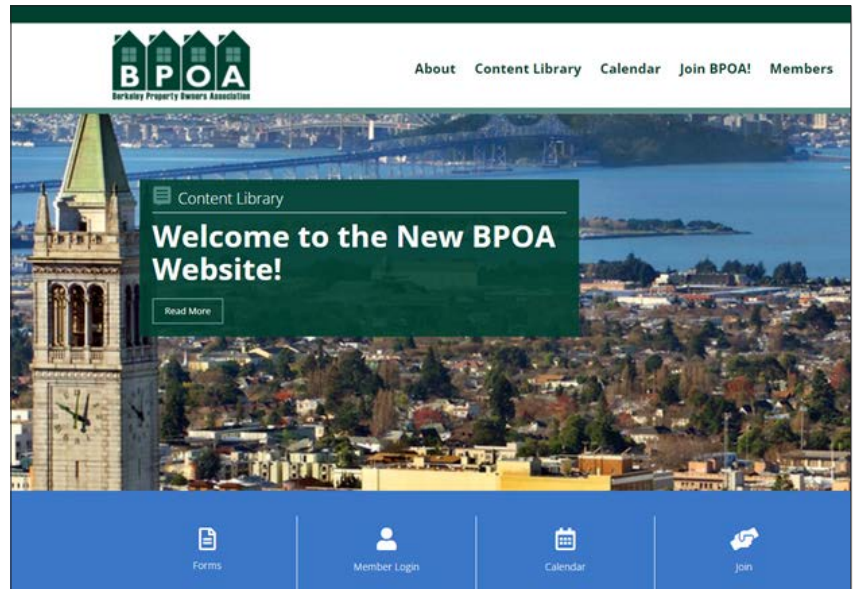 BPOA
Berkeley Property Owners Association
About Content Library Calendar Join BPOA! Members
Content Library
Welcome to the New BPOA
Website!
Read More
Forms Member Login Calendar Join